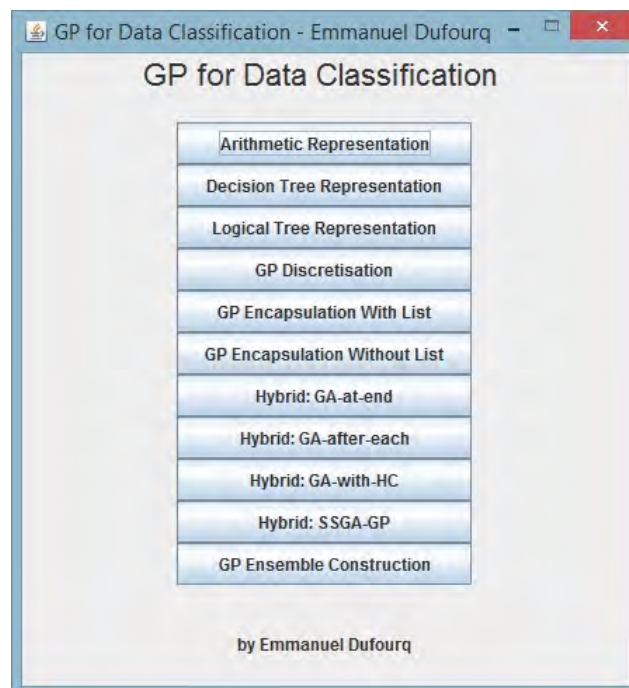 GP for Data Classification - Emmanuel Dufourq
GP for Data Classification
Arithmetic Representation
Decision Tree Representation
Logical Tree Representation
GP Discretisation
GP Encapsulation With List
GP Encapsulation Without List
Hybrid: GA-at-end
Hybrid: GA-after-each
Hybrid: GA-with-HC
Hybrid: SSGA-GP
GP Ensemble Construction
by Emmanuel Dufourq